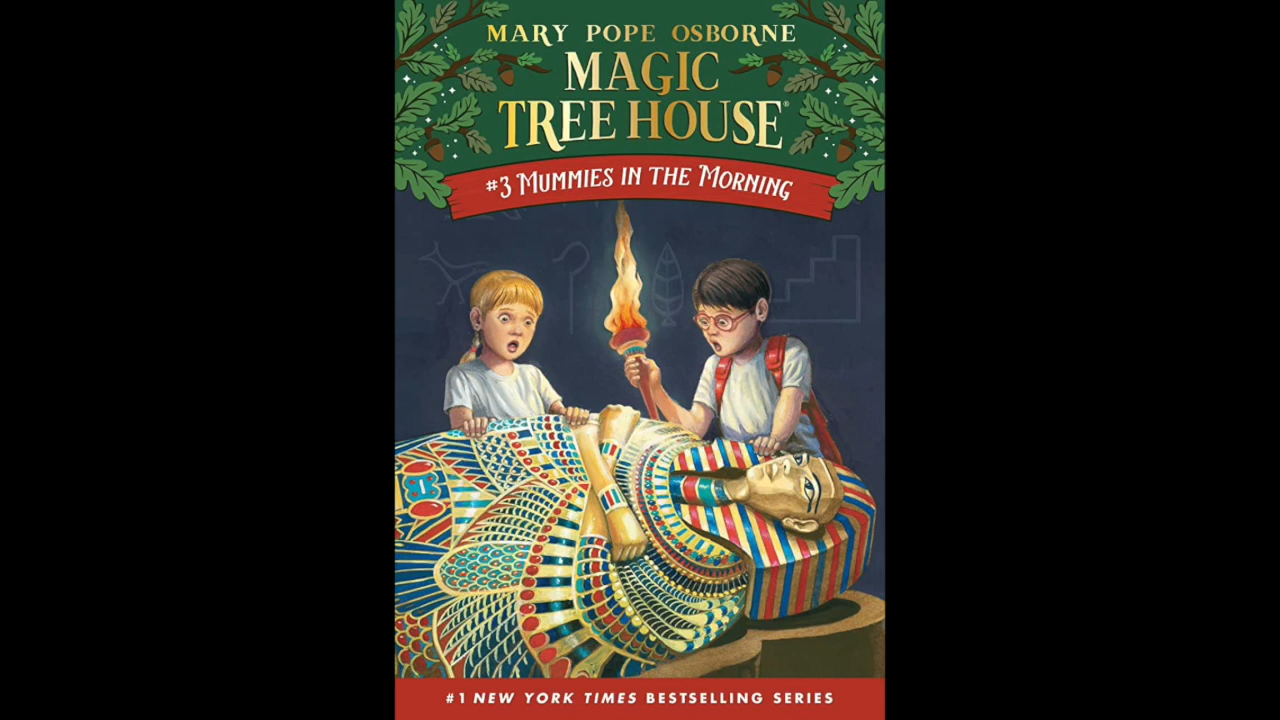 MARY POPE OSBORNE
MAGIC
TREE HOUSE®
#3 MUMMIES IN THE MORNING
#1 NEW YORK TIMES BESTSELLING SERIES